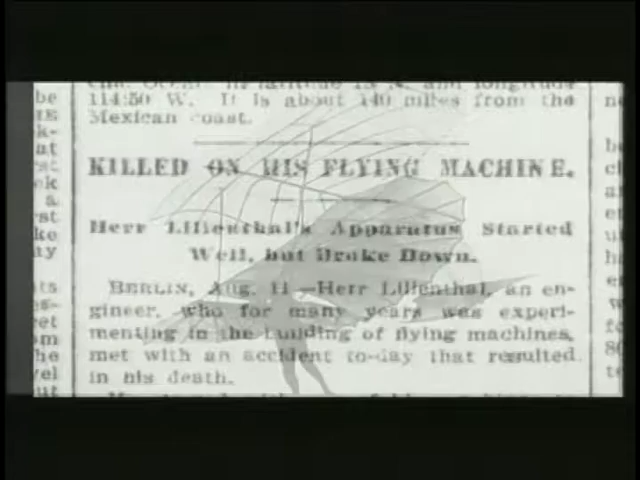 114:50 W. It is about 140 miles from the
Mexican coast.
KILLED ON HIS FLYING MACHINE.
Herr Lilienthal's Apparatus Started
Well, but Broke Down.
BERLIN, Aug. 11—Herr Lilienthal, an en-
gineer, who for many years was experi-
menting in the building of flying machines,
met with an accident to-day that resulted
in his death.